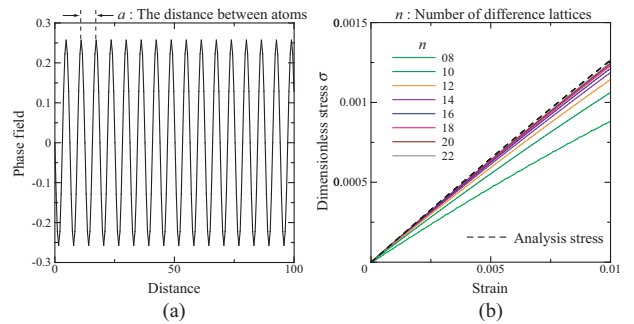 a : The distance between atoms
0.3
0.2
0.1
0
-0.1
-0.2
-0.3
Phase field
0
50
100
Distance
(a)
n : Number of difference lattices
0.0015
0.001
0.0005
Dimensionless stress σ
n
08
10
12
14
16
18
20
22
Analysis stress
0
0.005
0.01
Strain
(b)